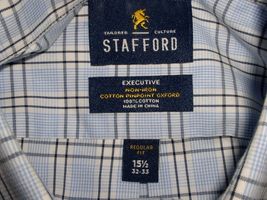 TAILORED CULTURE
STAFFORD
EXECUTIVE
NON-IRON
COTTON PINPOINT OXFORD
100% COTTON
MADE IN CHINA
REGULAR
FIT
15½
32-33